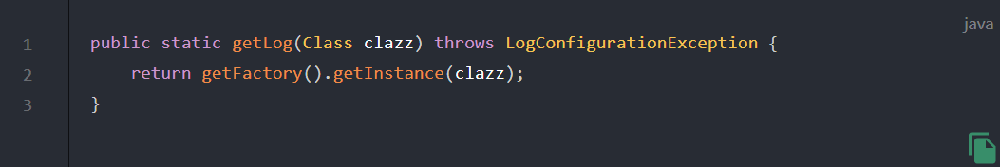 java
1 public static getLog(Class clazz) throws LogConfigurationException {
2     return getFactory().getInstance(clazz);
3 }